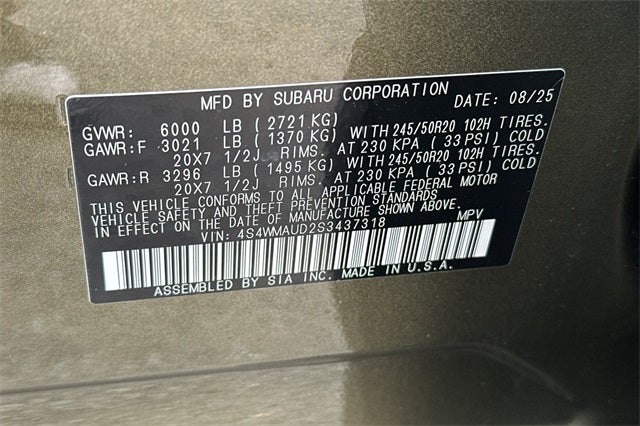 MFD BY SUBARU CORPORATION DATE: 08/25
GVWR: 6000 LB ( 2721 KG)
GAWR:F 3021 LB ( 1370 KG) WITH 245/50R20 102H TIRES.
20X7 1/2J RIMS. AT 230 KPA ( 33 PSI) COLD
GAWR:R 3296 LB ( 1495 KG) WITH 245/50R20 102H TIRES.
20X7 1/2J RIMS. AT 230 KPA ( 33 PSI) COLD
THIS VEHICLE CONFORMS TO ALL APPLICABLE FEDERAL MOTOR
VEHICLE SAFETY AND THEFT PREVENTION STANDARDS
IN EFFECT ON THE DATE OF MANUFACTURE SHOWN ABOVE.
VIN: 4S4WMAUD2S3437318 MPV
ASSEMBLED BY SIA INC. MADE IN U.S.A.